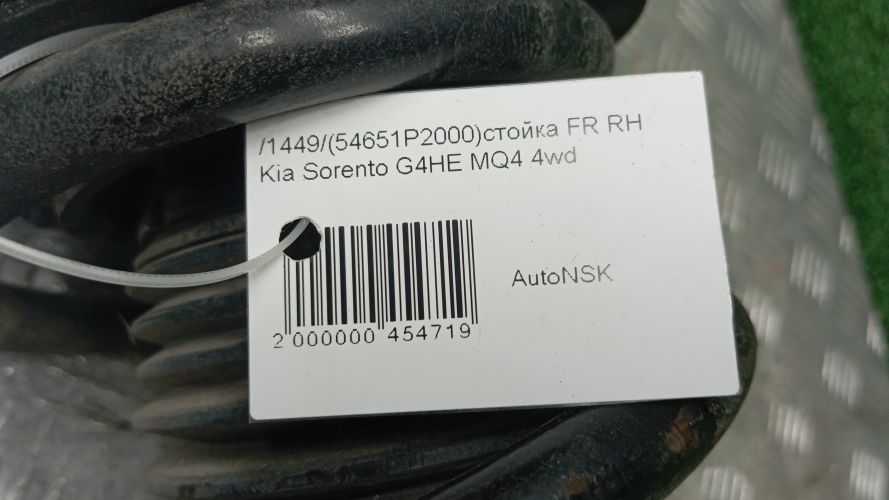 /1449/(54651P2000)стойка FR RH
Kia Sorento G4HE MQ4 4wd
AutoNSK
2 000000 454719